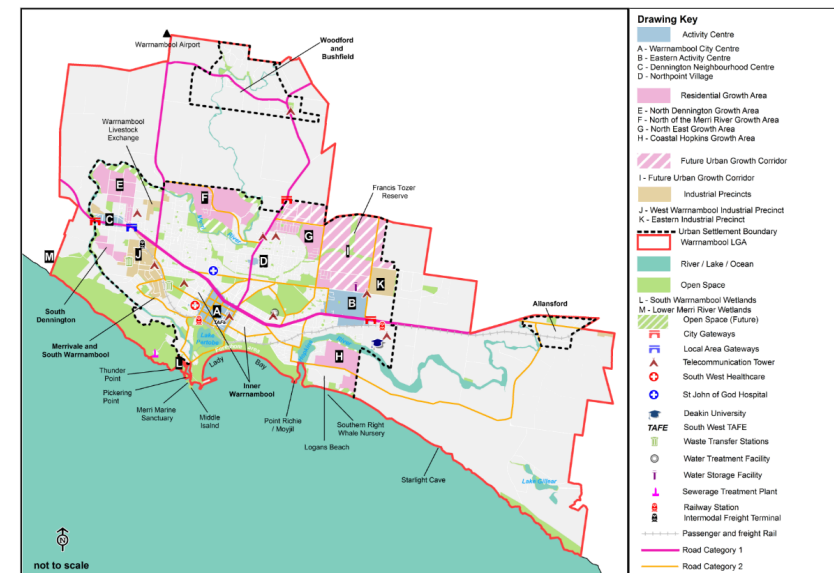 Warrnambool Airport
Woodford
and
Bushfield
Warrnambool
Livestock
Exchange
Francis Tozer
Reserve
E
F
C
G
I
D
J
K
M
B
A
TAFE
H
L
Merri
River
Lake
Pertobe
Lady
Bay
River
South
Dennington
Merrivale and
South Warrnambool
Thunder
Point
Pickering
Point
Merri Marine
Sanctuary
Middle
Isalnd
Inner
Warrnambool
Point Richie
/ Moyjil
Logans Beach
Southern Right
Whale Nursery
Starlight Cave
Allansford
Lake Gillear
N
not to scale
Drawing Key
Activity Centre
A - Warrnambool City Centre
B - Eastern Activity Centre
C - Dennington Neighbourhood Centre
D - Northpoint Village
Residential Growth Area
E - North Dennington Growth Area
F - North of the Merri River Growth Area
G - North East Growth Area
H - Coastal Hopkins Growth Area
Future Urban Growth Corridor
I - Future Urban Growth Corridor
Industrial Precincts
J - West Warrnambool Industrial Precinct
K - Eastern Industrial Precinct
Urban Settlement Boundary
Warrnambool LGA
River / Lake / Ocean
Open Space
L - South Warrnambool Wetlands
M - Lower Merri River Wetlands
Open Space (Future)
City Gateways
Local Area Gateways
Telecommunication Tower
South West Healthcare
St John of God Hospital
Deakin University
TAFE South West TAFE
Waste Transfer Stations
Water Treatment Facility
Water Storage Facility
Sewerage Treatment Plant
Railway Station
Intermodal Freight Terminal
Passenger and freight Rail
Road Category 1
Road Category 2